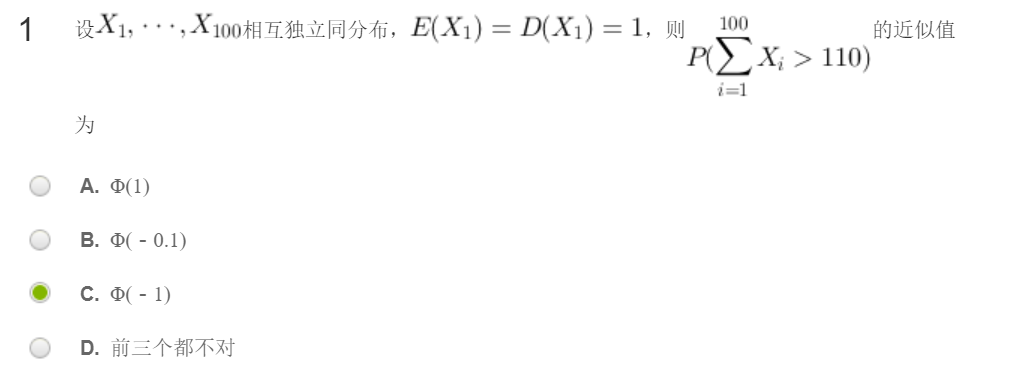 1 设X₁, ⋯, X₁₀₀相互独立同分布，E(X₁) = D(X₁) = 1，则 P(∑_{i=1}^{100} X_i > 110) 的近似值
为
A. Φ(1)
B. Φ( - 0.1)
C. Φ( - 1)
D. 前三个都不对